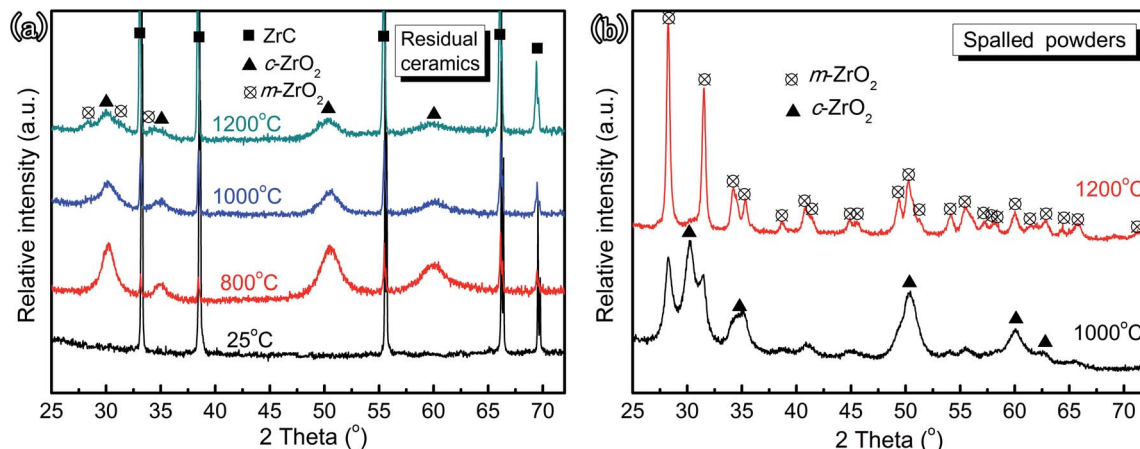 (a)
Relative intensity (a.u.)
■ ZrC
▲ c-ZrO₂
⊗ m-ZrO₂
Residual
ceramics
1200°C
1000°C
800°C
25°C
25 30 35 40 45 50 55 60 65 70
2 Theta (°)
(b)
Relative intensity (a.u.)
Spalled powders
⊗ m-ZrO₂
▲ c-ZrO₂
1200°C
1000°C
25 30 35 40 45 50 55 60 65 70
2 Theta (°)